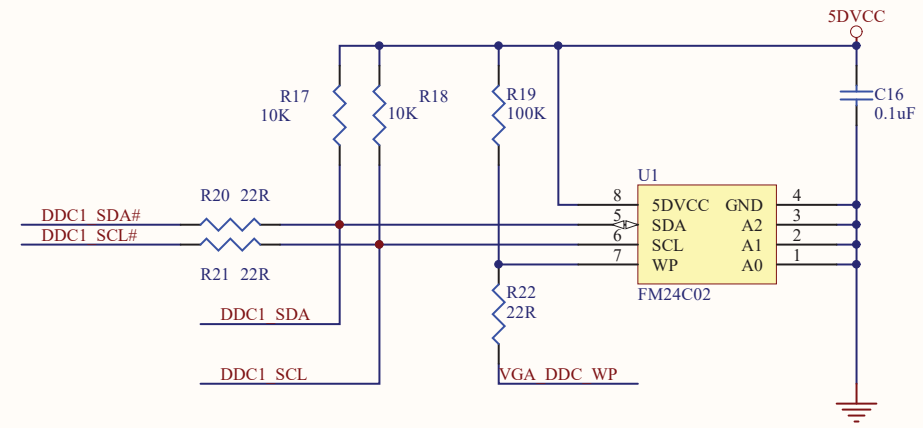 5DVCC
R17
10K
R18
10K
R19
100K
C16
0.1uF
U1
R20 22R
DDC1_SDA#
DDC1_SCL#
R21 22R
8 5DVCC GND 4
5 SDA A2 3
6 SCL A1 2
7 WP A0 1
FM24C02
R22
22R
DDC1_SDA
DDC1_SCL
VGA_DDC_WP